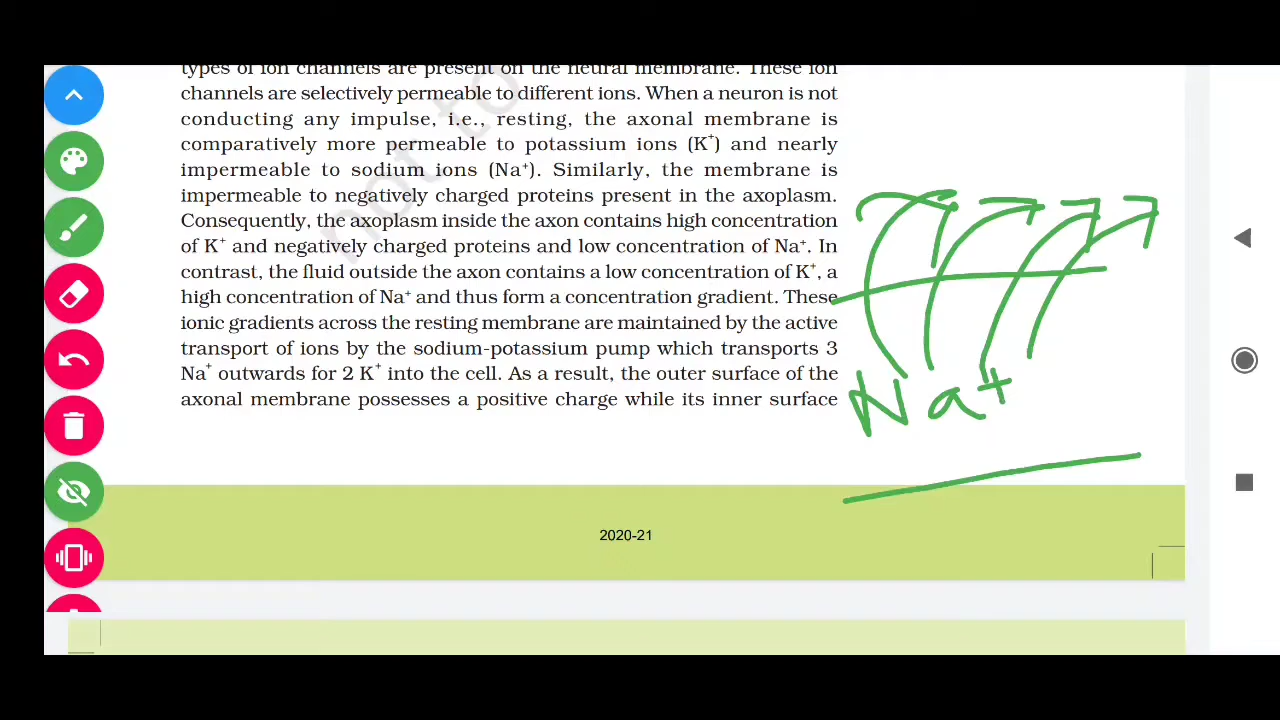 types of ion channels are present on the neural membrane. These ion
channels are selectively permeable to different ions. When a neuron is not
conducting any impulse, i.e., resting, the axonal membrane is
comparatively more permeable to potassium ions (K⁺) and nearly
impermeable to sodium ions (Na⁺). Similarly, the membrane is
impermeable to negatively charged proteins present in the axoplasm.
Consequently, the axoplasm inside the axon contains high concentration
of K⁺ and negatively charged proteins and low concentration of Na⁺. In
contrast, the fluid outside the axon contains a low concentration of K⁺, a
high concentration of Na⁺ and thus form a concentration gradient. These
ionic gradients across the resting membrane are maintained by the active
transport of ions by the sodium-potassium pump which transports 3
Na⁺ outwards for 2 K⁺ into the cell. As a result, the outer surface of the
axonal membrane possesses a positive charge while its inner surface
Na⁺
not to
2020-21